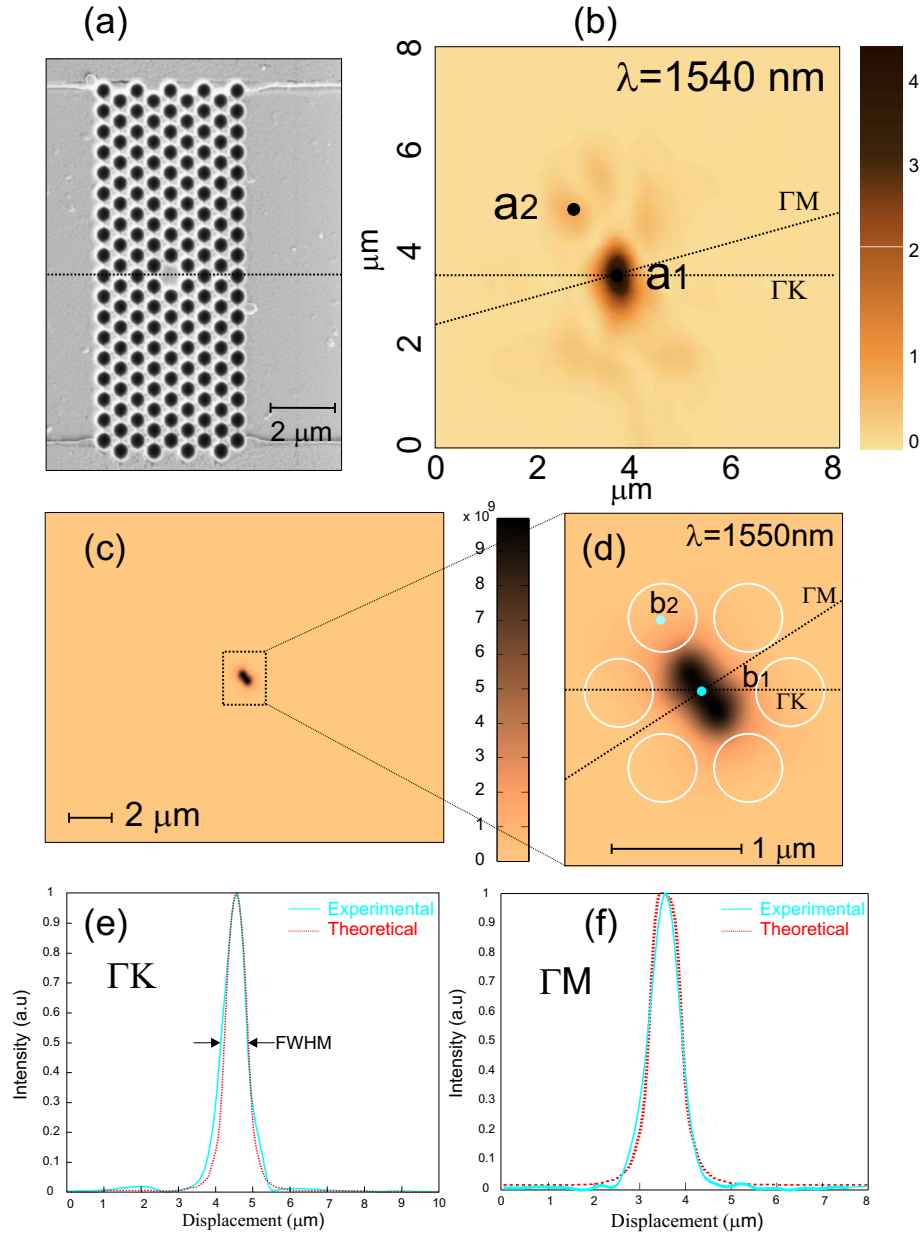 (a)
2 μm
(b)
λ=1540 nm
8
6
4
2
0
μm
a2
a1
ΓM
ΓK
0 2 4 6 8
μm
4
3
2
1
0
(c)
2 μm
x 10⁹
9
8
7
6
5
4
3
2
1
0
(d)
λ=1550nm
ΓM
b2
b1
ΓK
1 μm
(e)
ΓK
Experimental
Theoretical
FWHM
Intensity (a.u)
1
0.9
0.8
0.7
0.6
0.5
0.4
0.3
0.2
0.1
0
0 1 2 3 4 5 6 7 8 9 10
Displacement (μm)
(f)
ΓM
Experimental
Theoretical
Intensity (a.u)
1
0.9
0.8
0.7
0.6
0.5
0.4
0.3
0.2
0.1
0
0 1 2 3 4 5 6 7 8
Displacement (μm)